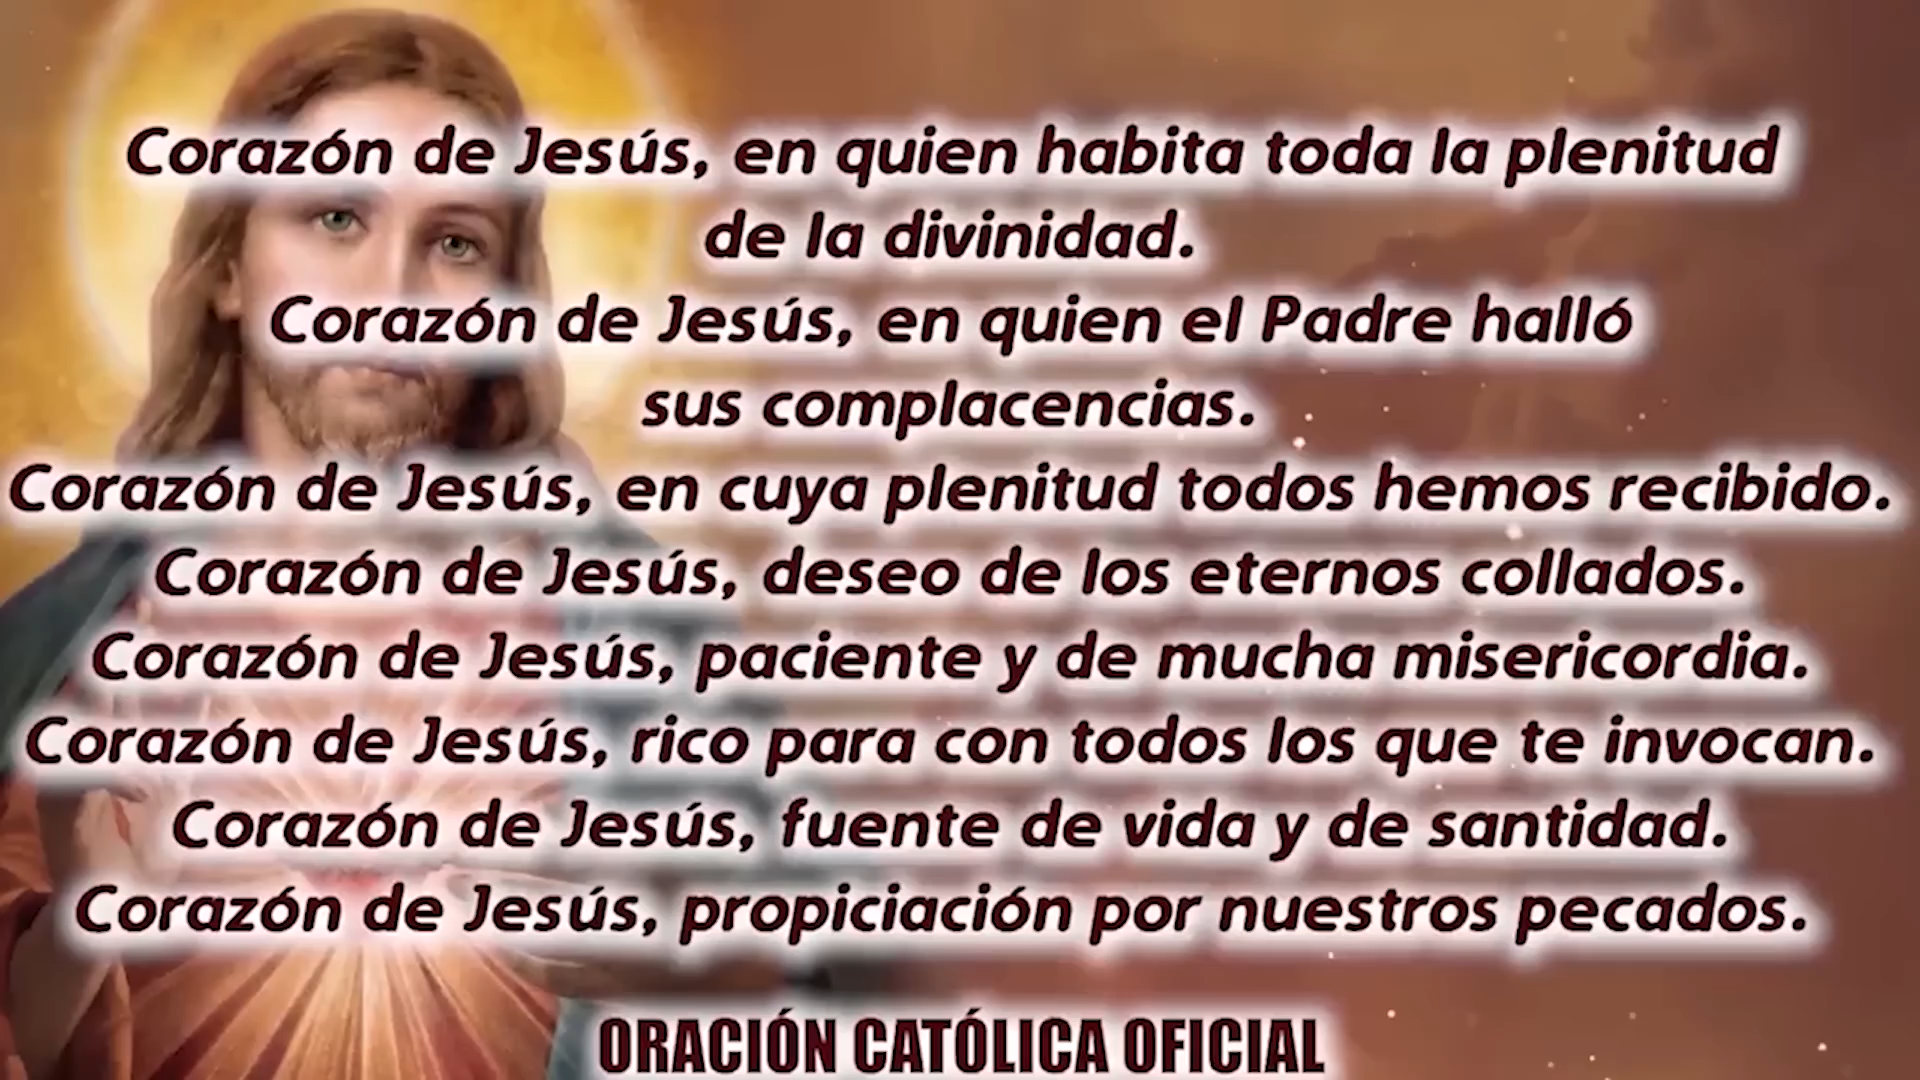 Corazón de Jesús, en quien habita toda la plenitud
de la divinidad.
Corazón de Jesús, en quien el Padre halló
sus complacencias.
Corazón de Jesús, en cuya plenitud todos hemos recibido.
Corazón de Jesús, deseo de los eternos collados.
Corazón de Jesús, paciente y de mucha misericordia.
Corazón de Jesús, rico para con todos los que te invocan.
Corazón de Jesús, fuente de vida y de santidad.
Corazón de Jesús, propiciación por nuestros pecados.
ORACIÓN CATÓLICA OFICIAL